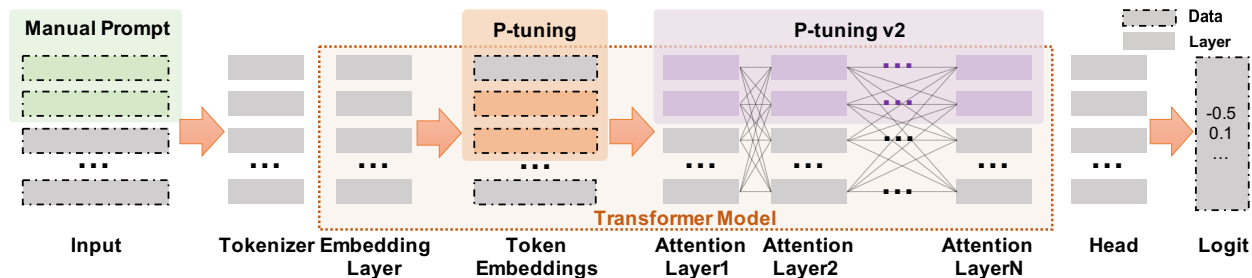 Manual Prompt
P-tuning
P-tuning v2
Data
Layer
-0.5
0.1
...
...
...
...
...
...
...
...
...
...
...
...
...
Transformer Model
Input
Tokenizer
Embedding
Layer
Token
Embeddings
Attention
Layer1
Attention
Layer2
Attention
LayerN
Head
Logit